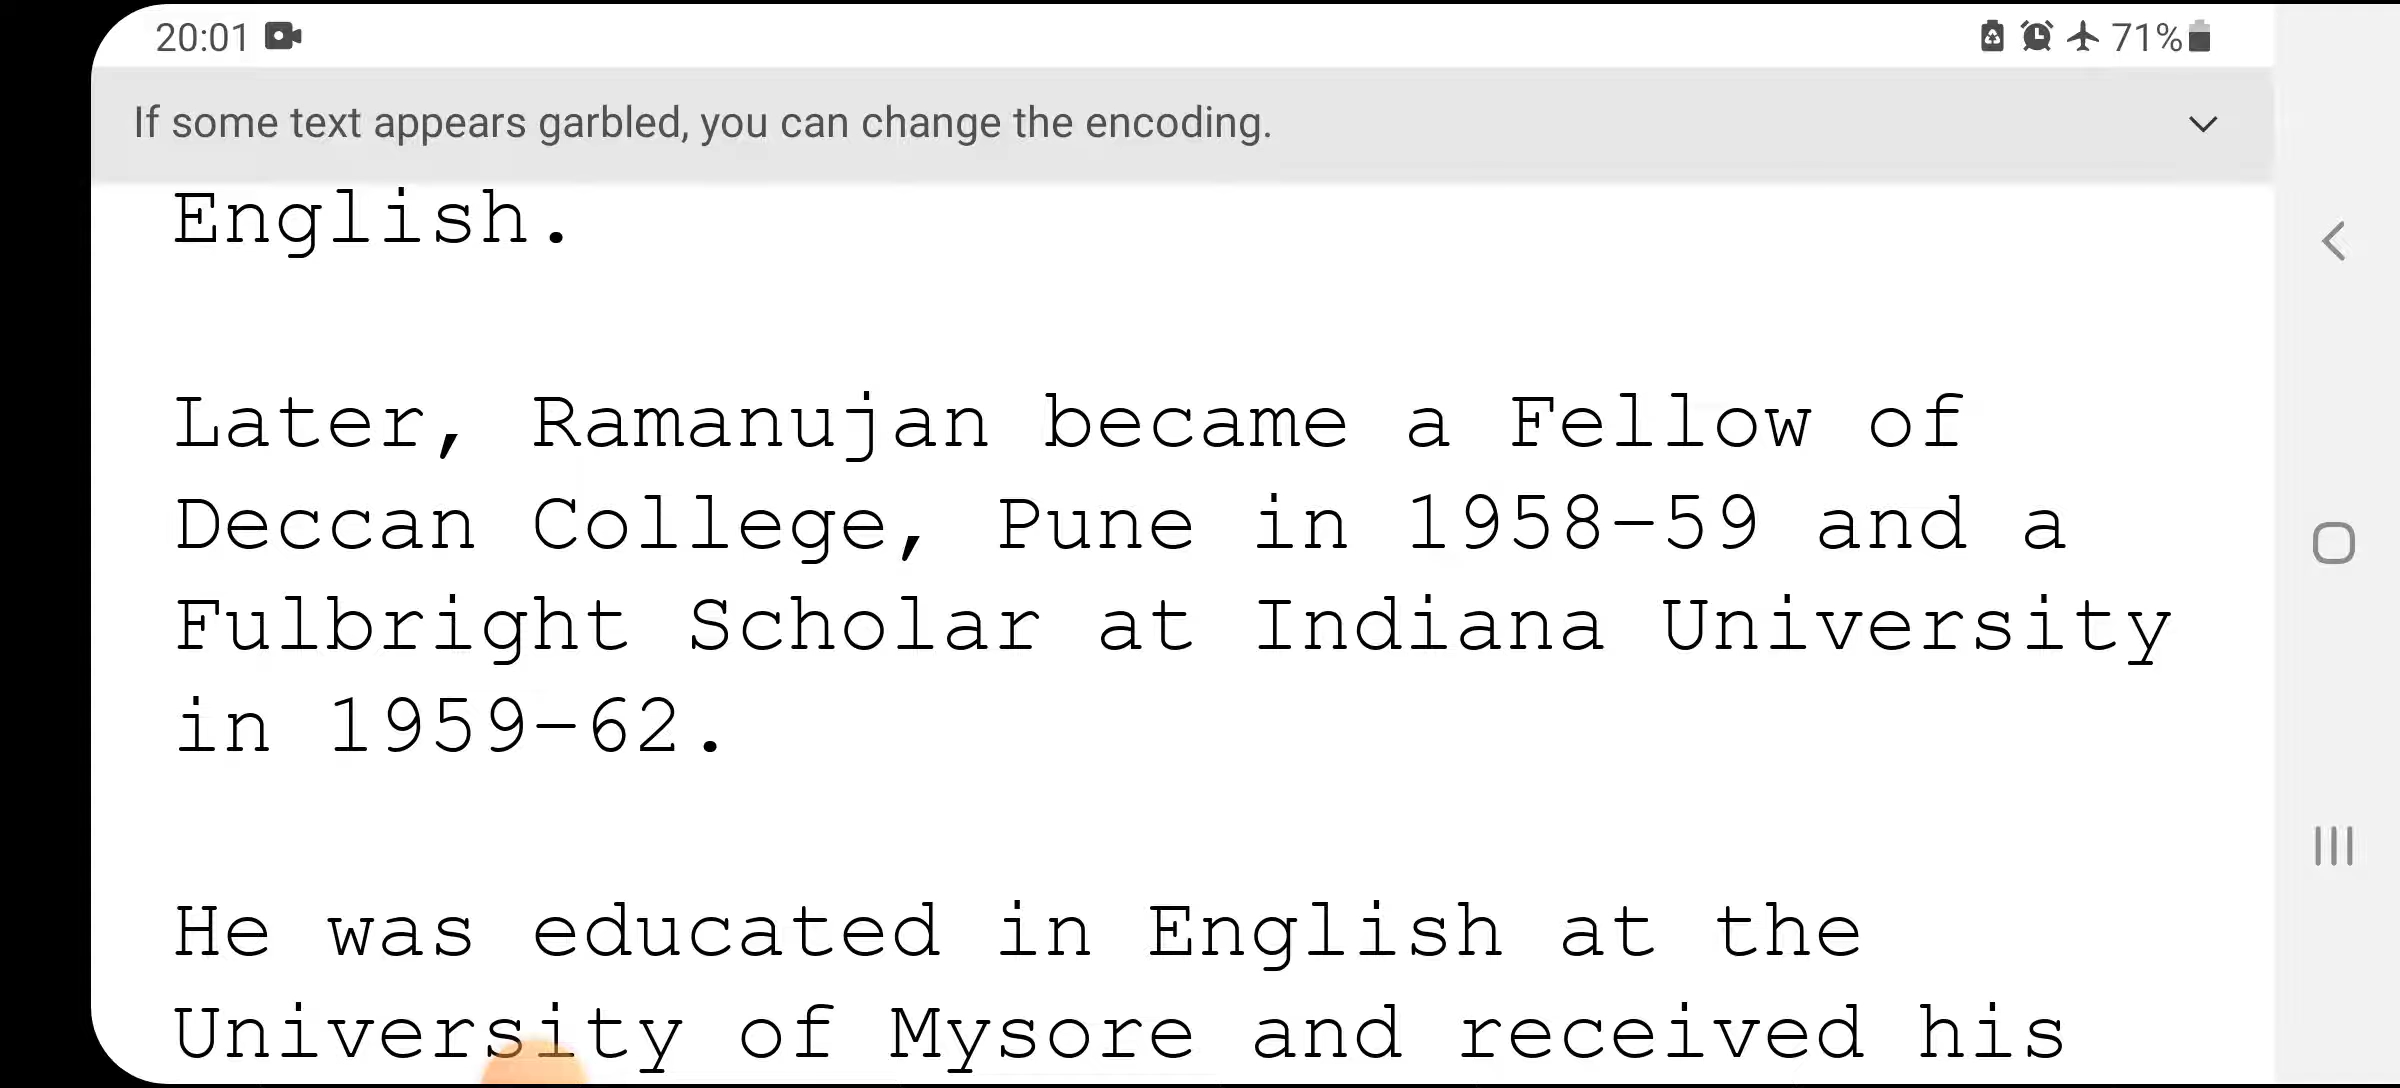 20:01
71%
If some text appears garbled, you can change the encoding.
English.
Later, Ramanujan became a Fellow of
Deccan College, Pune in 1958-59 and a
Fulbright Scholar at Indiana University
in 1959-62.
He was educated in English at the
University of Mysore and received his